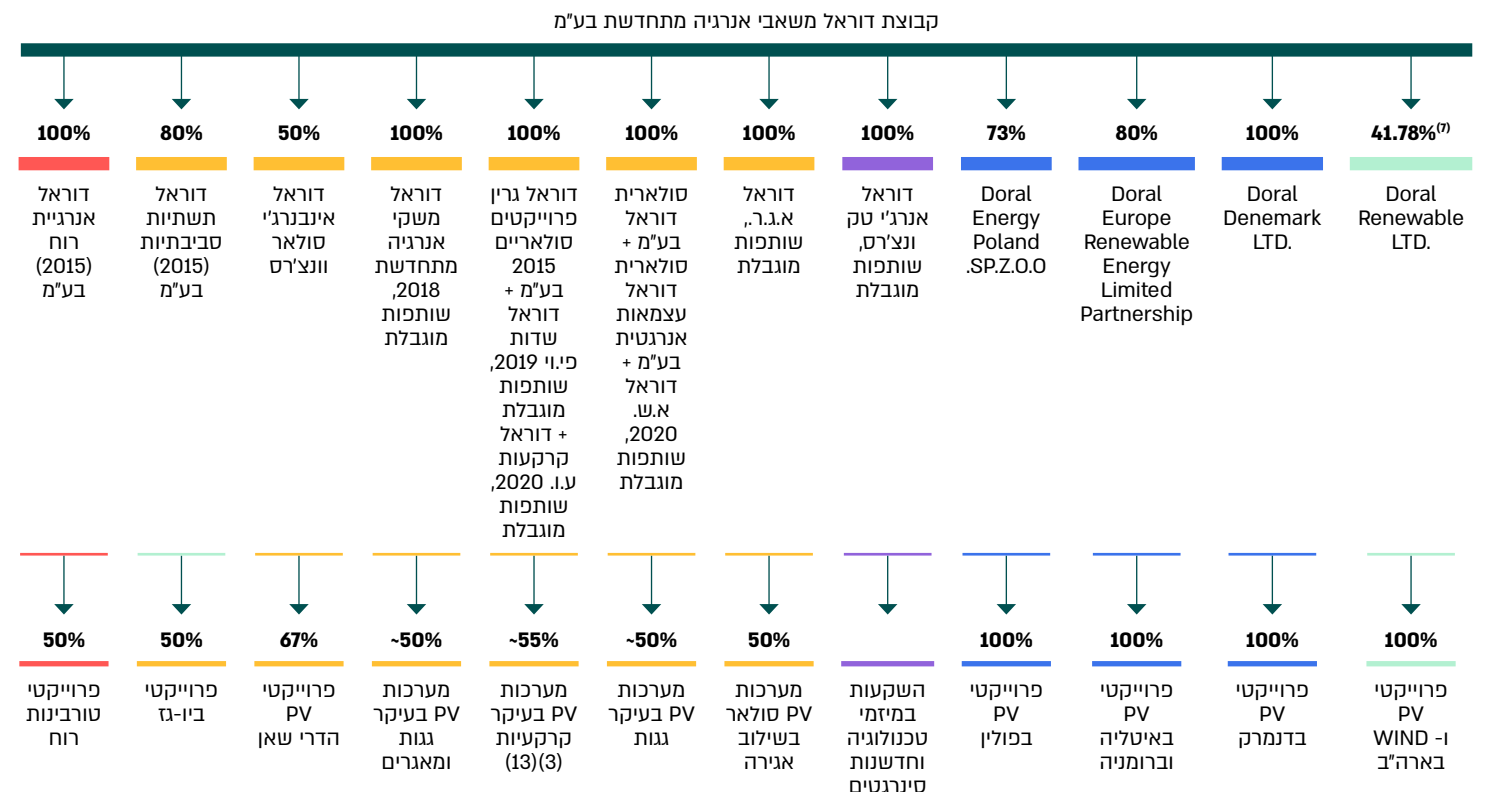 קבוצת דוראל משאבי אנרגיה מתחדשת בע"מ
100%
80%
50%
100%
100%
100%
100%
100%
73%
80%
100%
41.78%(7)
דוראל
אנרגיית
רוח
(2015)
בע"מ
דוראל
תשתיות
סביבתיות
(2015)
בע"מ
דוראל
אינבנרג'י
סולאר
וונצ'רס
דוראל
משקי
אנרגיה
מתחדשת
2018,
שותפות
מוגבלת
דוראל גרין
פרוייקטים
סולאריים
2015
בע"מ +
דוראל
שדות
פי.וי 2019,
שותפות
מוגבלת
+ דוראל
קרקעות
ע.ו. 2020,
שותפות
מוגבלת
סולארית
דוראל
בע"מ +
סולארית
דוראל
עצמאות
אנרגטית
בע"מ +
דוראל
א.ש.
2020,
שותפות
מוגבלת
דוראל
א.ג.ר.,
שותפות
מוגבלת
דוראל
אנרג'י טק
ונצ'רס,
שותפות
מוגבלת
Doral
Energy
Poland
.SP.Z.O.O
Doral
Europe
Renewable
Energy
Limited
Partnership
Doral
Denemark
LTD.
Doral
Renewable
LTD.
50%
50%
67%
~50%
~55%
~50%
50%
100%
100%
100%
100%
פרוייקטי
טורבינות
רוח
פרוייקטי
ביו-גז
פרוייקטי
PV
הדרי שאן
מערכות
PV בעיקר
גגות
ומאגרים
מערכות
PV בעיקר
קרקעיות
(3)(13)
מערכות
PV בעיקר
גגות
מערכות
PV סולאר
בשילוב
אגירה
השקעות
במיזמי
טכנולוגיה
וחדשנות
סינרגטים
פרוייקטי
PV
בפולין
פרוייקטי
PV
באיטליה
וברומניה
פרוייקטי
PV
בדנמרק
פרוייקטי
PV
ו- WIND
בארה"ב